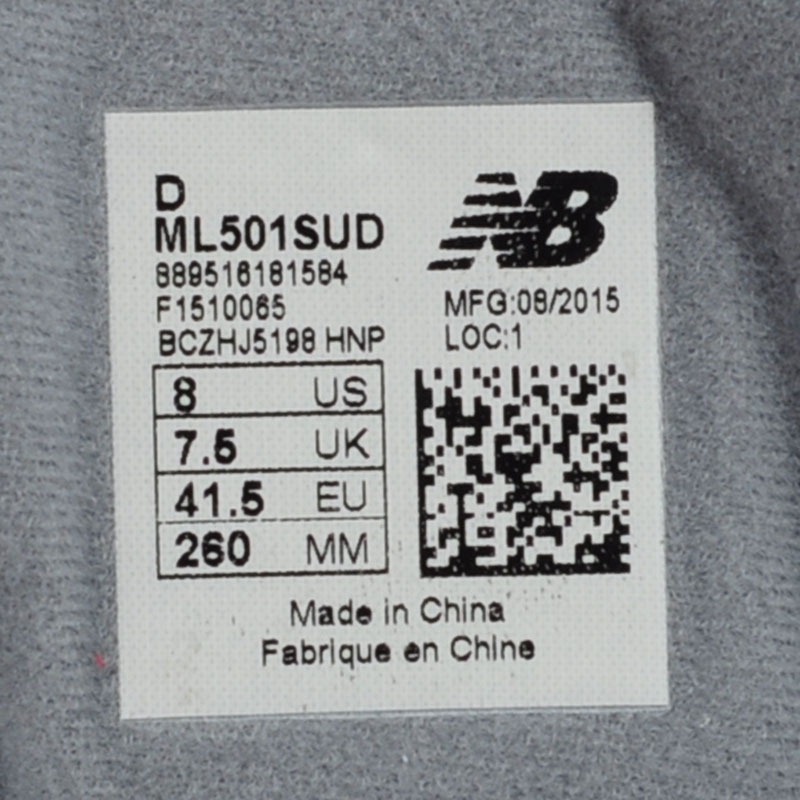 D
ML501SUD
889516181584
F1510065
BCZHJ5198 HNP
NB
MFG:08/2015
LOC:1
8 US
7.5 UK
41.5 EU
260 MM
Made in China
Fabrique en Chine